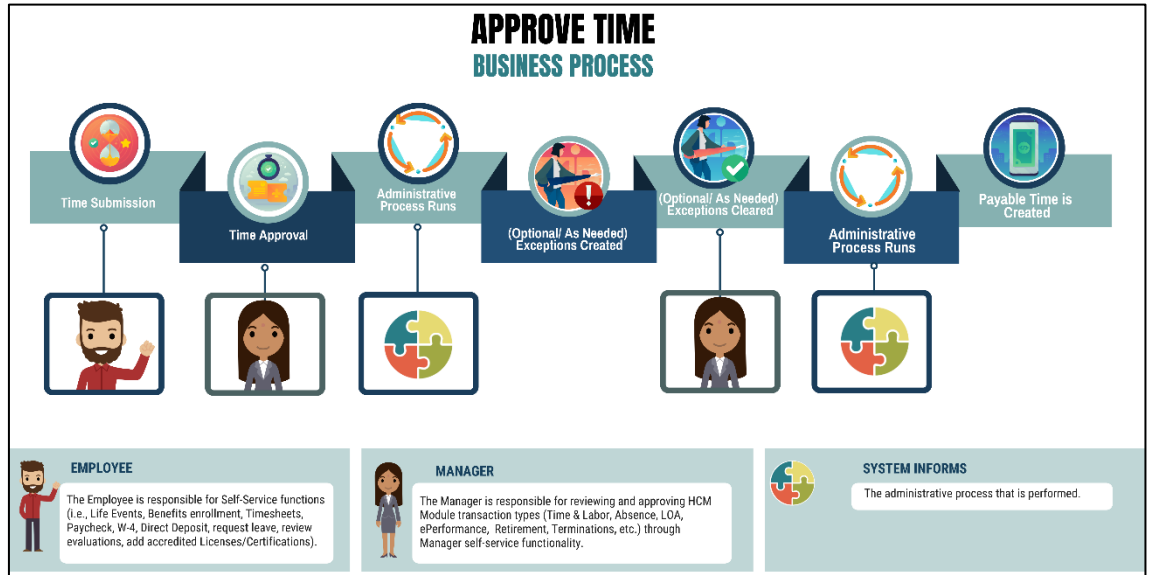 APPROVE TIME
BUSINESS PROCESS
Time Submission
Time Approval
Administrative
Process Runs
(Optional/ As Needed)
Exceptions Created
(Optional/ As Needed)
Exceptions Cleared
Administrative
Process Runs
Payable Time is
Created
EMPLOYEE
The Employee is responsible for Self-Service functions
(i.e., Life Events, Benefits enrollment, Timesheets,
Paycheck, W-4, Direct Deposit, request leave, review
evaluations, add accredited Licenses/Certifications).
MANAGER
The Manager is responsible for reviewing and approving HCM
Module transaction types (Time & Labor, Absence, LOA,
ePerformance, Retirement, Terminations, etc.) through
Manager self-service functionality.
SYSTEM INFORMS
The administrative process that is performed.